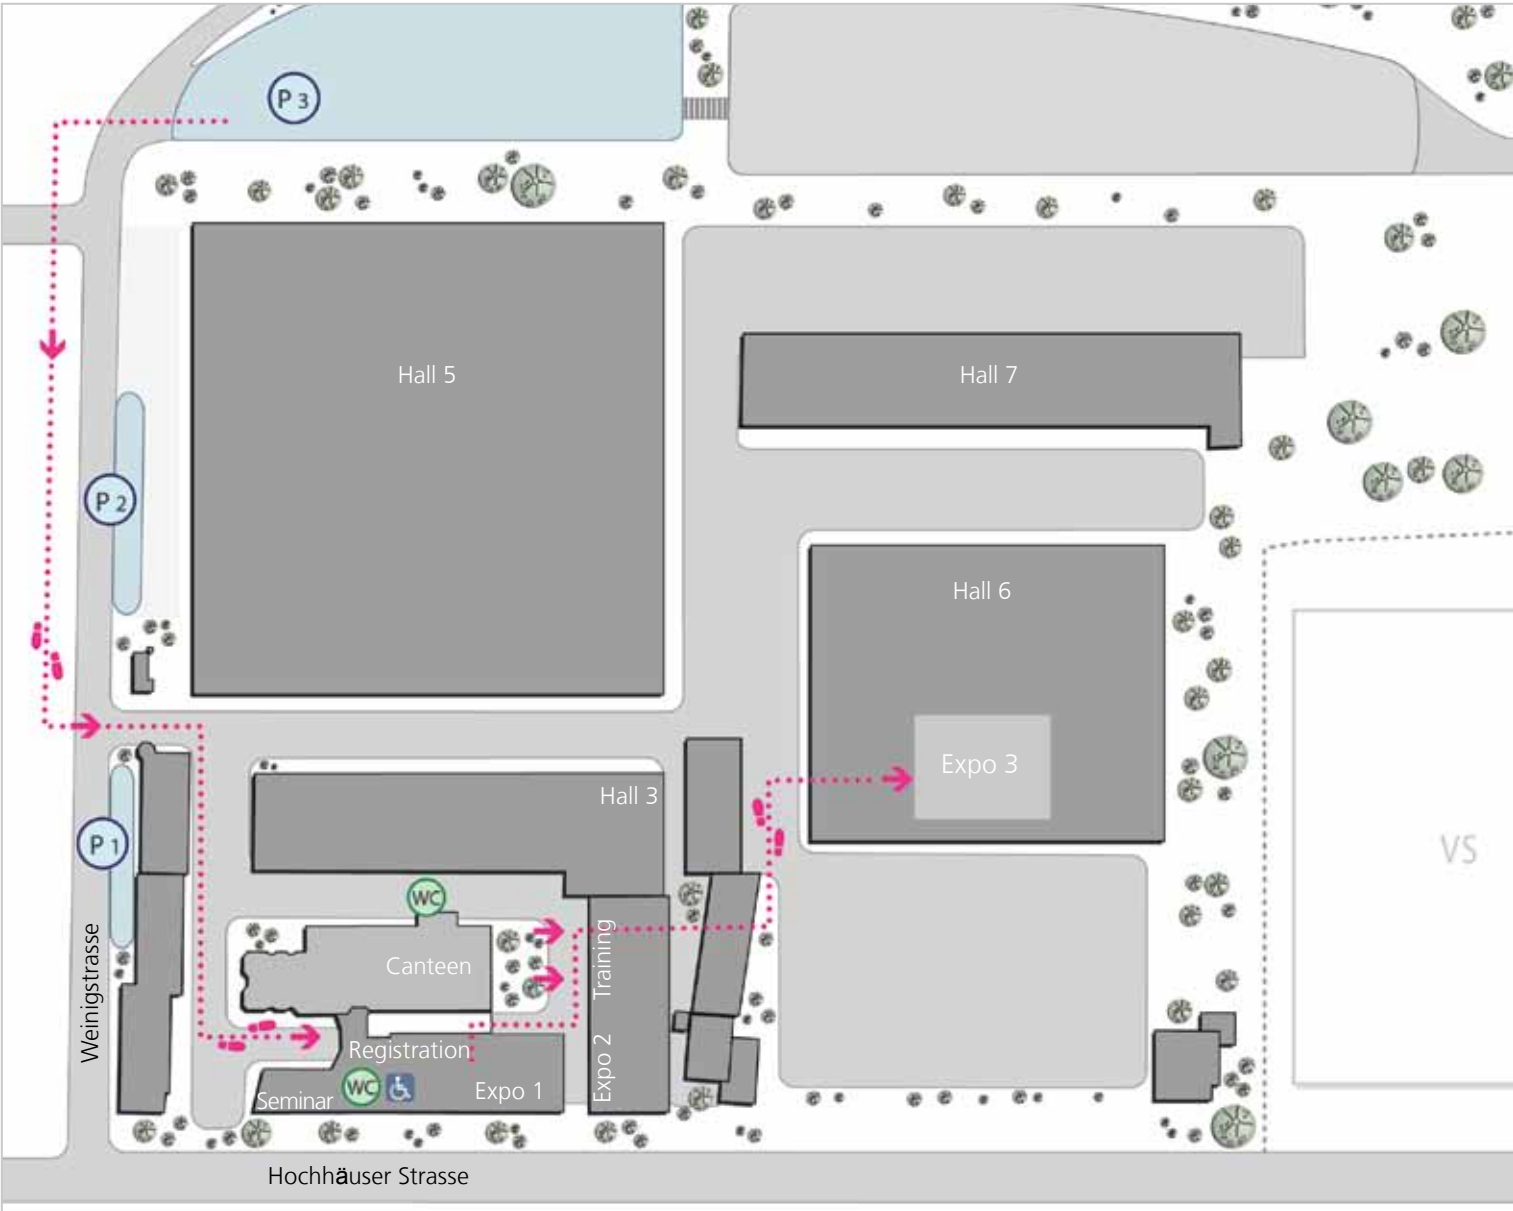 P 3
Hall 5
Hall 7
P 2
Hall 6
Expo 3
Hall 3
P 1
VS
WC
Canteen
Training
Weinigstrasse
Registration
Expo 2
WC
Expo 1
Seminar
Hochhäuser Strasse